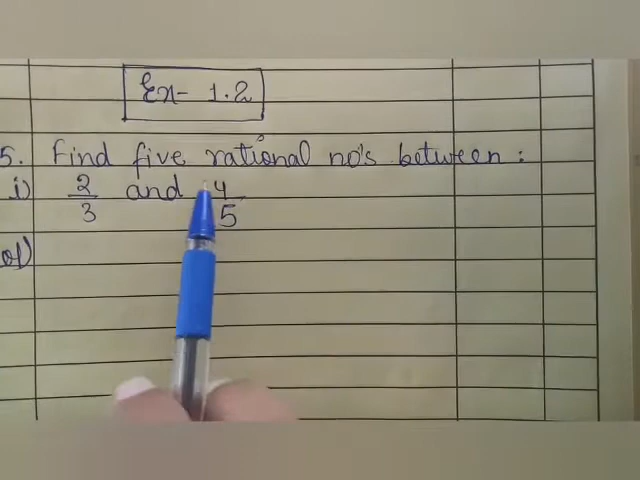 Ex- 1.2
5. Find five rational no's between:
i) 2/3 and 4/5